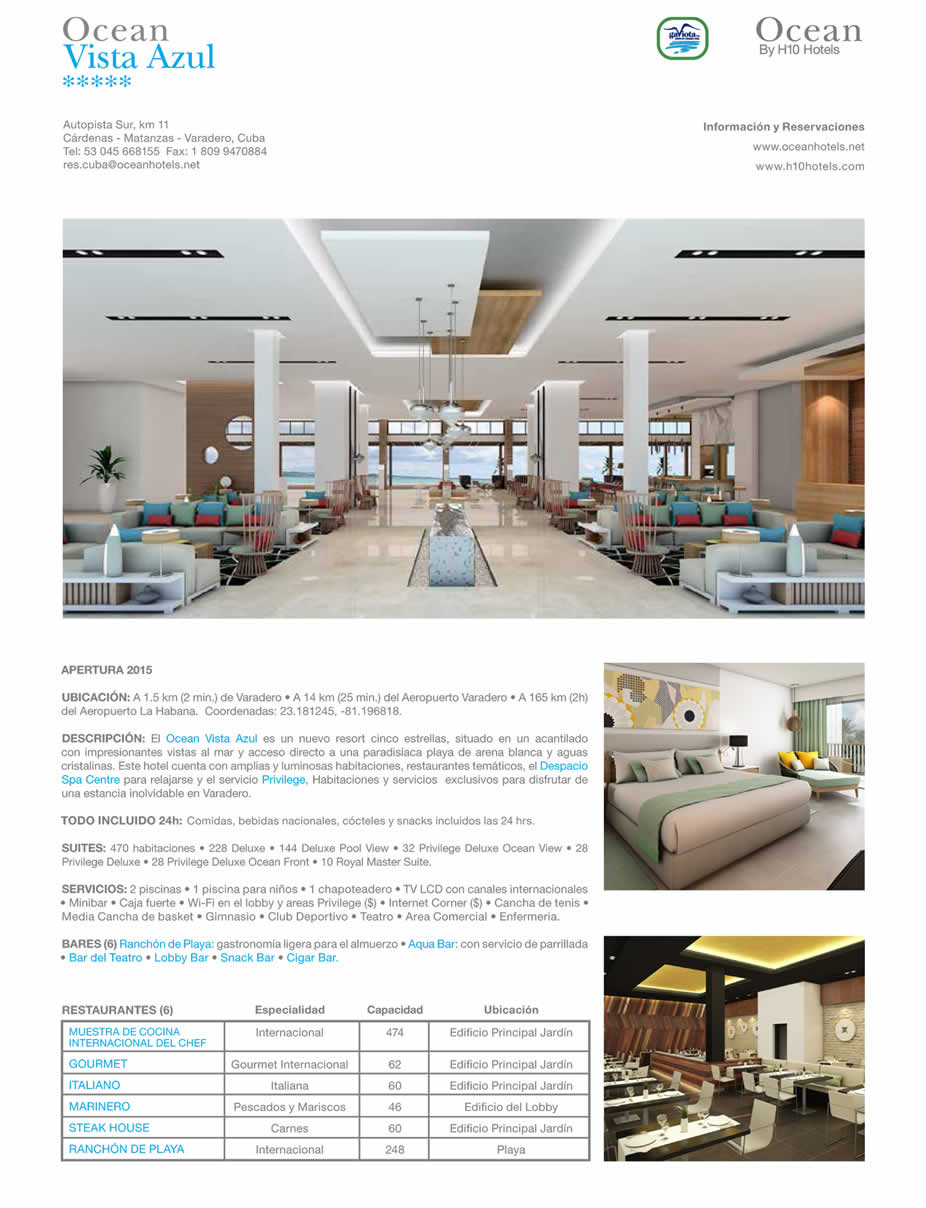 Ocean
Vista Azul
*****
gaviota
Ocean
By H10 Hotels
Autopista Sur, km 11
Cárdenas - Matanzas - Varadero, Cuba
Tel: 53 045 668155 Fax: 1 809 9470884
res.cuba@oceanhotels.net
Información y Reservaciones
www.oceanhotels.net
www.h10hotels.com
APERTURA 2015
UBICACIÓN: A 1.5 km (2 min.) de Varadero • A 14 km (25 min.) del Aeropuerto Varadero • A 165 km (2h)
del Aeropuerto La Habana. Coordenadas: 23.181245, -81.196818.
DESCRIPCIÓN: El Ocean Vista Azul es un nuevo resort cinco estrellas, situado en un acantilado
con impresionantes vistas al mar y acceso directo a una paradisíaca playa de arena blanca y aguas
cristalinas. Este hotel cuenta con amplias y luminosas habitaciones, restaurantes temáticos, el Despacio
Spa Centre para relajarse y el servicio Privilege, Habitaciones y servicios exclusivos para disfrutar de
una estancia inolvidable en Varadero.
TODO INCLUIDO 24h: Comidas, bebidas nacionales, cócteles y snacks incluidos las 24 hrs.
SUITES: 470 habitaciones • 228 Deluxe • 144 Deluxe Pool View • 32 Privilege Deluxe Ocean View • 28
Privilege Deluxe • 28 Privilege Deluxe Ocean Front • 10 Royal Master Suite.
SERVICIOS: 2 piscinas • 1 piscina para niños • 1 chapoteadero • TV LCD con canales internacionales
• Minibar • Caja fuerte • Wi-Fi en el lobby y areas Privilege ($) • Internet Corner ($) • Cancha de tenis •
Media Cancha de basket • Gimnasio • Club Deportivo • Teatro • Area Comercial • Enfermeria.
BARES (6) Ranchón de Playa: gastronomía ligera para el almuerzo • Aqua Bar: con servicio de parrillada
• Bar del Teatro • Lobby Bar • Snack Bar • Cigar Bar.
RESTAURANTES (6) Especialidad Capacidad Ubicación
MUESTRA DE COCINA
INTERNACIONAL DEL CHEF Internacional 474 Edificio Principal Jardín
GOURMET Gourmet Internacional 62 Edificio Principal Jardín
ITALIANO Italiana 60 Edificio Principal Jardín
MARINERO Pescados y Mariscos 46 Edificio del Lobby
STEAK HOUSE Carnes 60 Edificio Principal Jardín
RANCHÓN DE PLAYA Internacional 248 Playa